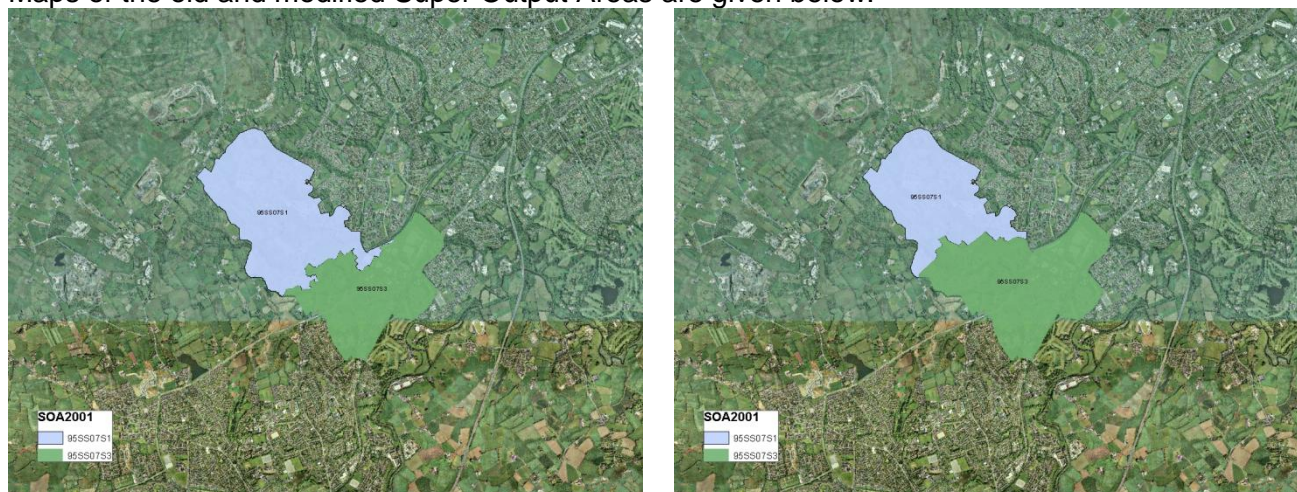 Maps of the old and modified Super Output Areas are given below.
95SS07S1
95SS07S3
SOA2001
95SS07S1
95SS07S3
95SS07S1
95SS07S3
SOA2001
95SS07S1
95SS07S3